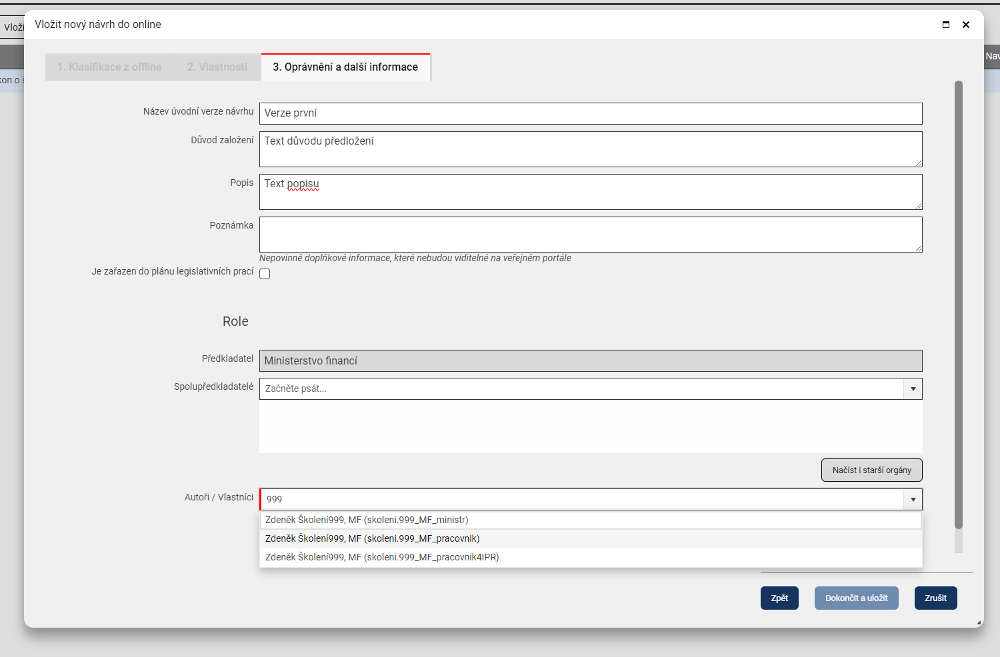 Vložit nový návrh do online
Vloži
Nav
kon o š
1. Klasifikace z offline 2. Vlastnosti 3. Oprávnění a další informace
Název úvodní verze návrhu Verze první
Důvod založení Text důvodu předložení
Popis Text popisu
Poznámka
Nepovinné doplňkové informace, které nebudou viditelné na veřejném portále
Je zařazen do plánu legislativních prací
Role
Předkladatel Ministerstvo financí
Spolupředkladatelé Začněte psát...
Načíst i starší orgány
Autoři / Vlastníci 999
Zdeněk Školení999, MF (skoleni.999_MF_ministr)
Zdeněk Školení999, MF (skoleni.999_MF_pracovnik)
Zdeněk Školení999, MF (skoleni.999_MF_pracovnik4IPR)
Zpět Dokončit a uložit Zrušit